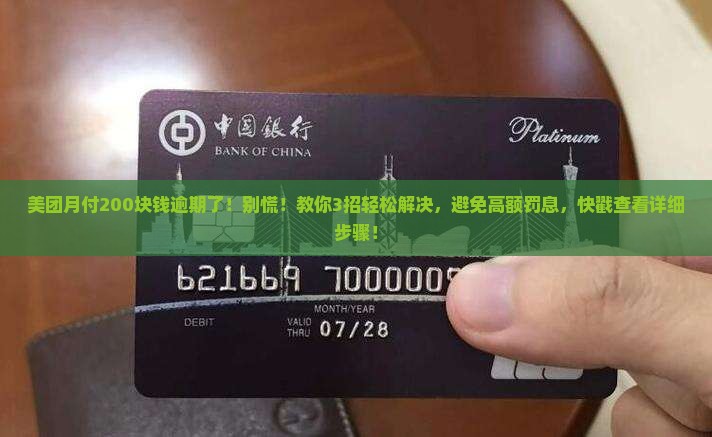 中国银行
BANK OF CHINA
Platinum
美团月付200块钱逾期了！别慌！教你3招轻松解决，避免高额罚息，快戳查看详细
步骤！
621669 700000
MONTH/YEAR
DEBIT
VALID
THRU
07/28